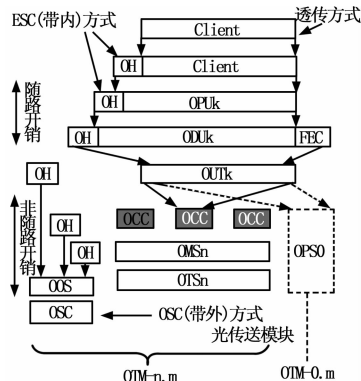 ESC(带内)方式
透传方式
Client
OH
Client
OH
OPUk
随路开销
OH
ODUk
FEC
OH
OUTk
非随路开销
OH
OCC
OCC
OCC
OH
OMSn
OPS0
OOS
OTSn
OSC
OSC(带外)方式
光传送模块
OTM-n.m
OTM-0.m